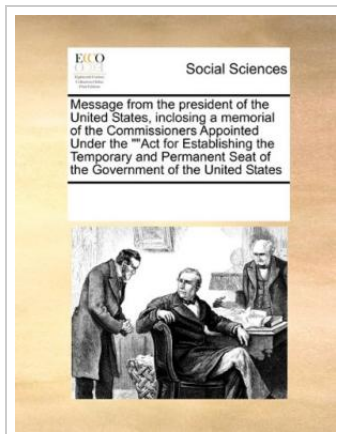 ECCO
Social Sciences
Message from the president of the
United States, inclosing a memorial
of the Commissioners Appointed
Under the ""Act for Establishing the
Temporary and Permanent Seat of
the Government of the United States